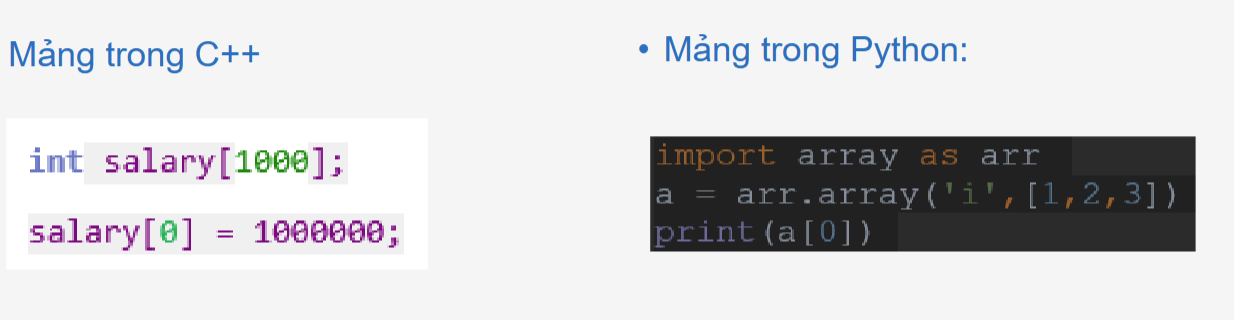 Mảng trong C++
int salary[1000];
salary[0] = 1000000;
• Mảng trong Python:
import array as arr
a = arr.array('i',[1,2,3])
print(a[0])